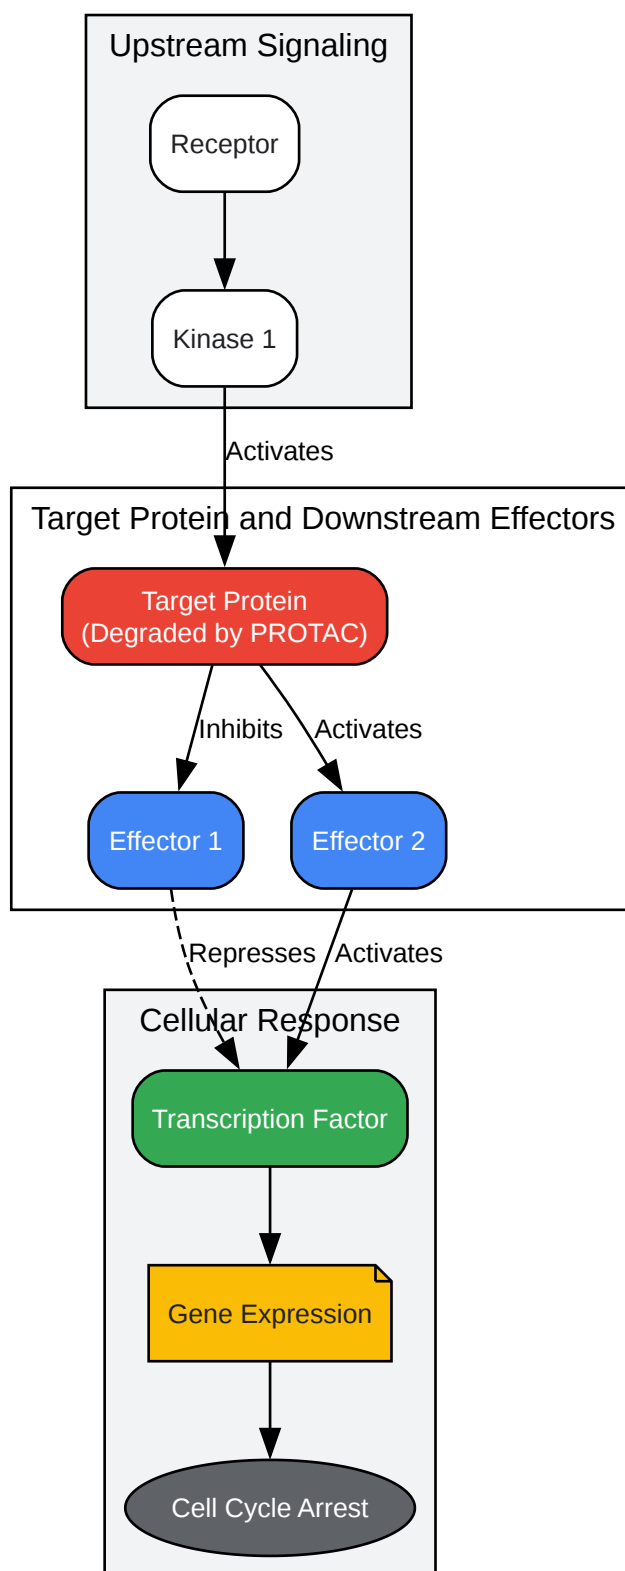 Upstream Signaling
Receptor
Kinase 1
Activates
Target Protein and Downstream Effectors
Target Protein
(Degraded by PROTAC)
Inhibits
Activates
Effector 1
Effector 2
Represses
Activates
Cellular Response
Transcription Factor
Gene Expression
Cell Cycle Arrest